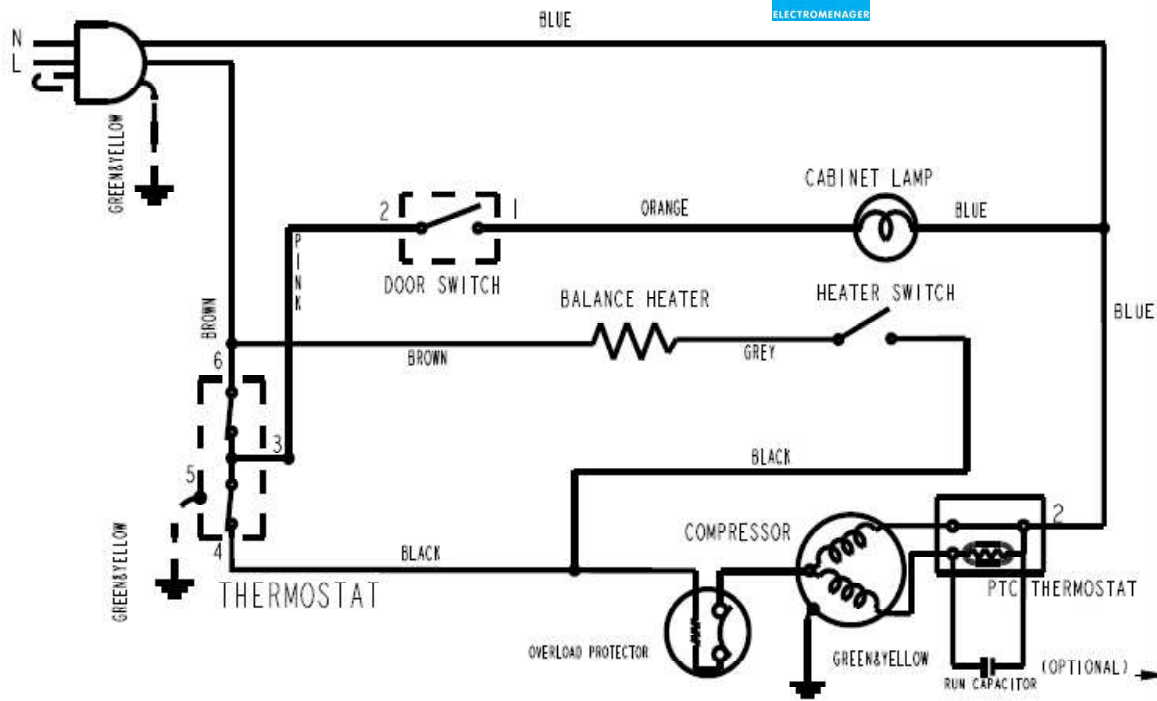 ELECTROMENAGER
BLUE
N
L
GREEN&YELLOW
CABINET LAMP
2
1
ORANGE
BLUE
PINK
DOOR SWITCH
BALANCE HEATER
HEATER SWITCH
BLUE
BROWN
BROWN
GREY
6
3
BLACK
5
2
COMPRESSOR
4
BLACK
GREEN&YELLOW
THERMOSTAT
PTC THERMOSTAT
OVERLOAD PROTECTOR
GREEN&YELLOW
(OPTIONAL)
RUN CAPACITOR